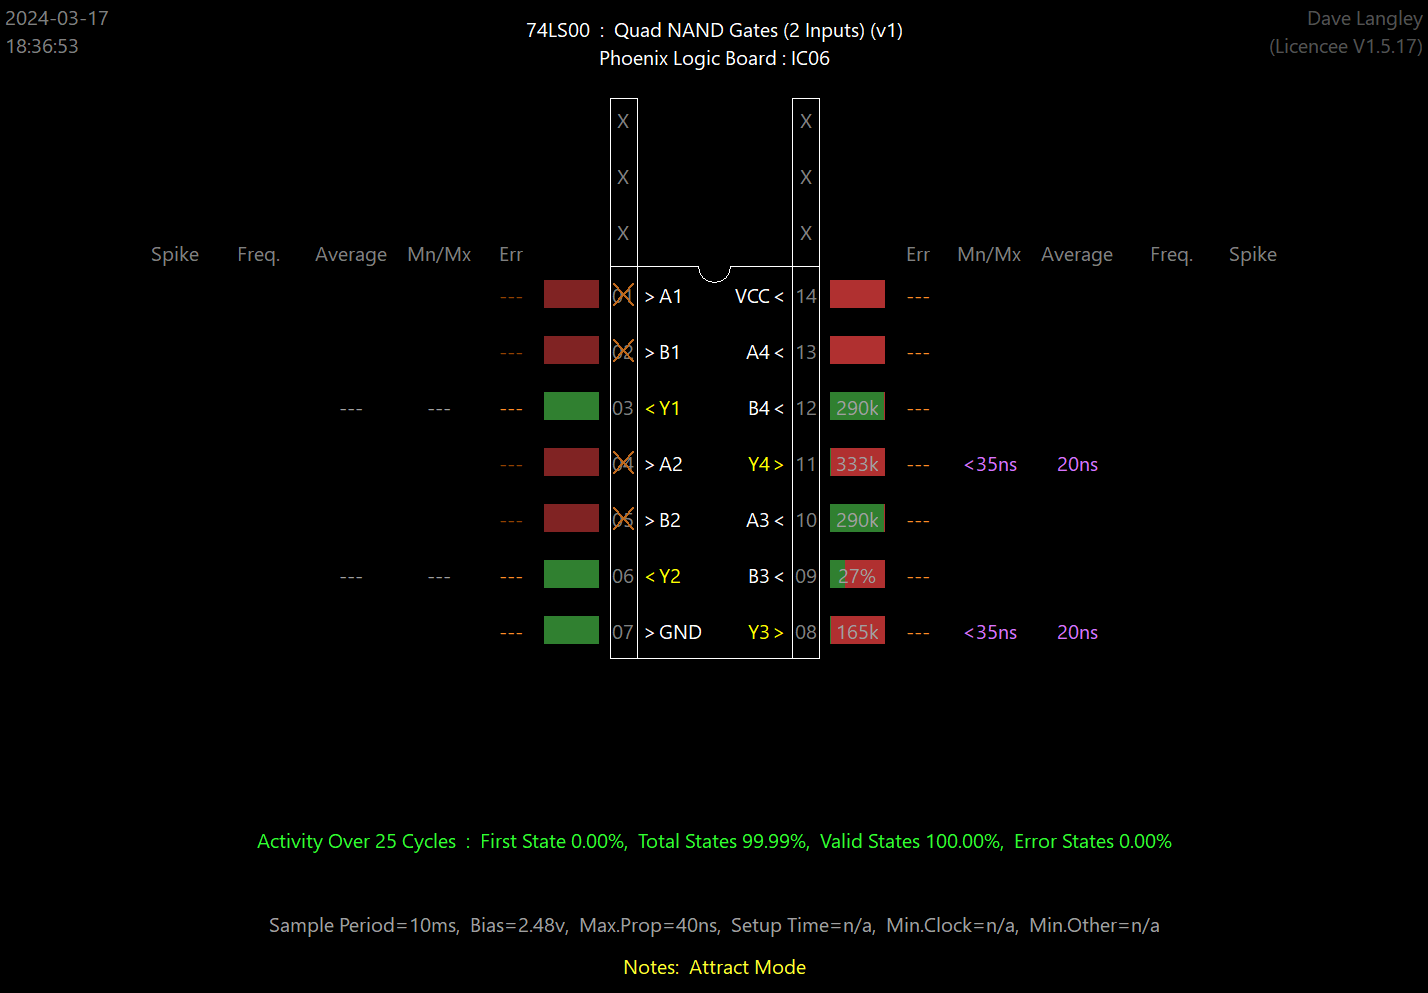 2024-03-17
18:36:53
74LS00 : Quad NAND Gates (2 Inputs) (v1)
Phoenix Logic Board : IC06
Dave Langley
(Licencee V1.5.17)
X X
X X
X X
Spike Freq. Average Mn/Mx Err Err Mn/Mx Average Freq. Spike
--- 01 > A1 VCC < 14 ---
--- 02 > B1 A4 < 13 ---
--- --- --- 03 < Y1 B4 < 12 290k ---
--- 04 > A2 Y4 > 11 333k --- <35ns 20ns
--- 05 > B2 A3 < 10 290k ---
--- --- --- 06 < Y2 B3 < 09 27% ---
--- 07 > GND Y3 > 08 165k --- <35ns 20ns
Activity Over 25 Cycles : First State 0.00%, Total States 99.99%, Valid States 100.00%, Error States 0.00%
Sample Period=10ms, Bias=2.48v, Max.Prop=40ns, Setup Time=n/a, Min.Clock=n/a, Min.Other=n/a
Notes: Attract Mode